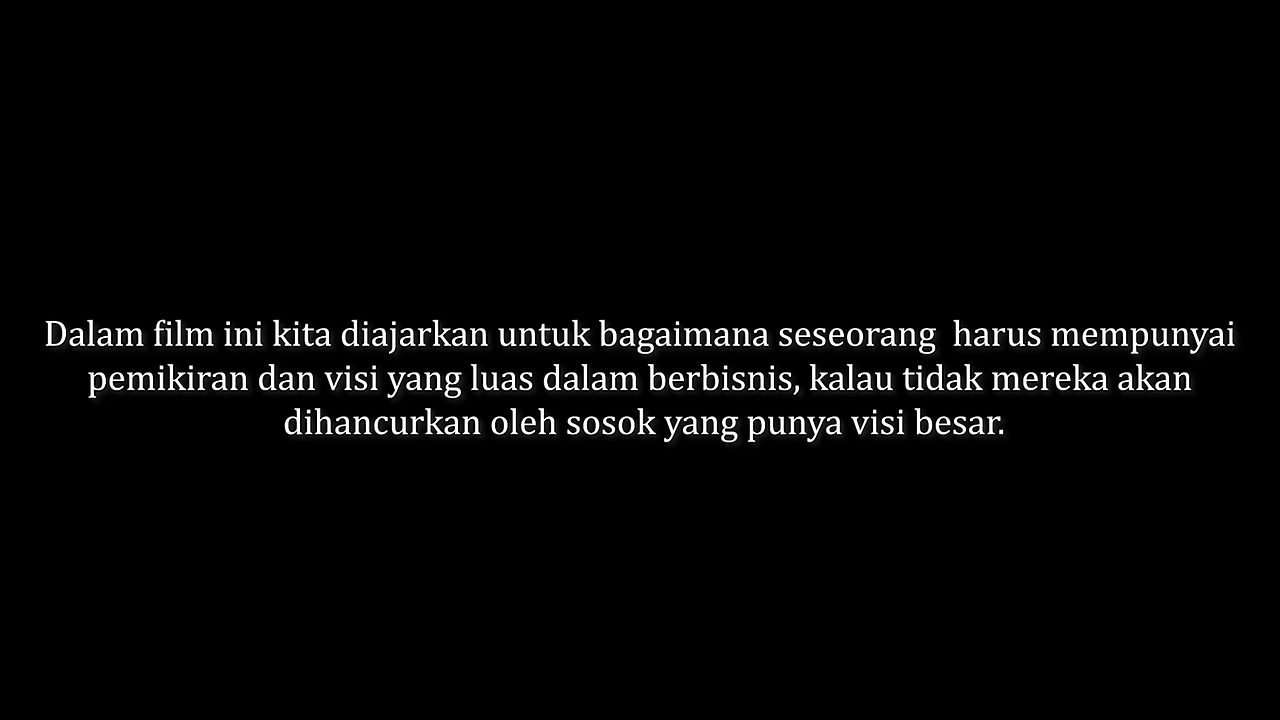 Dalam film ini kita diajarkan untuk bagaimana seseorang  harus mempunyai
pemikiran dan visi yang luas dalam berbisnis, kalau tidak mereka akan
dihancurkan oleh sosok yang punya visi besar.